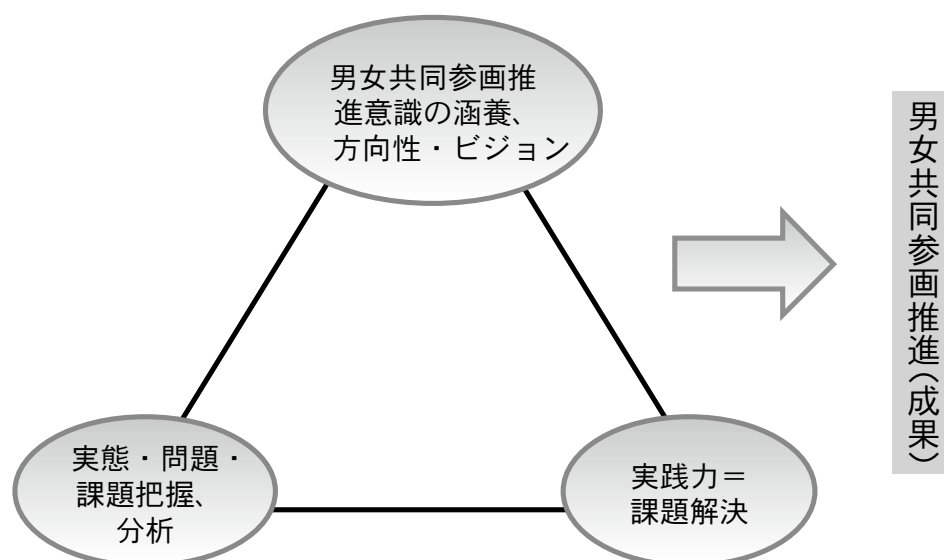 男女共同参画推
進意識の涵養、
方向性・ビジョン
実態・問題・
課題把握、
分析
実践力＝
課題解決
男女共同参画推進（成果）